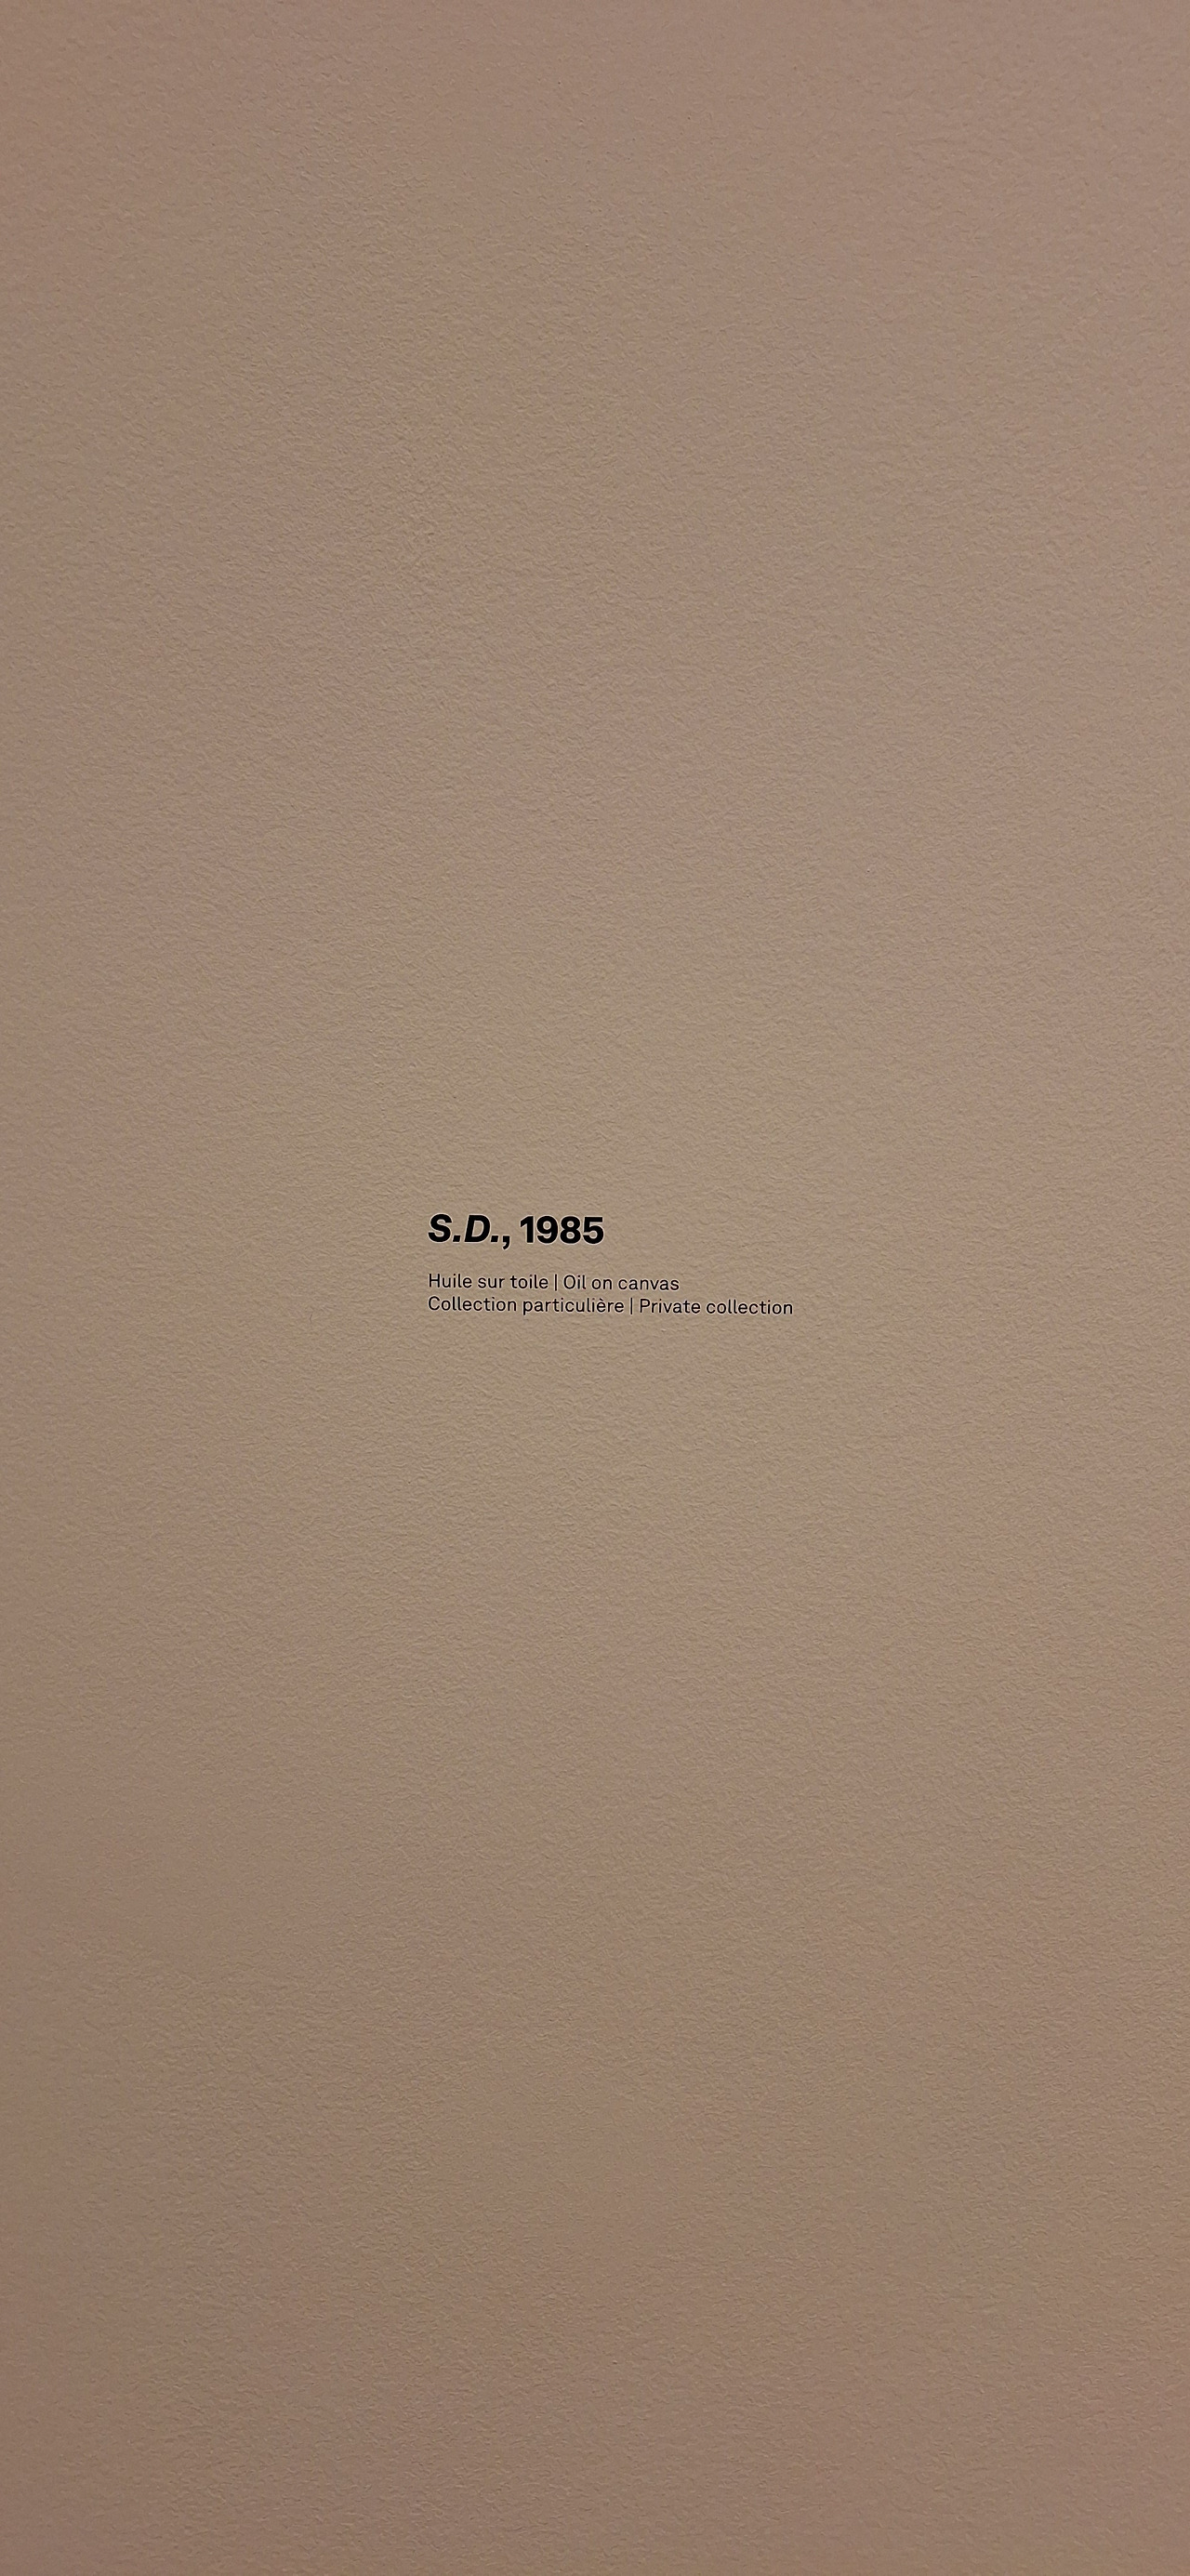 S.D., 1985
Huile sur toile | Oil on canvas
Collection particulière | Private collection